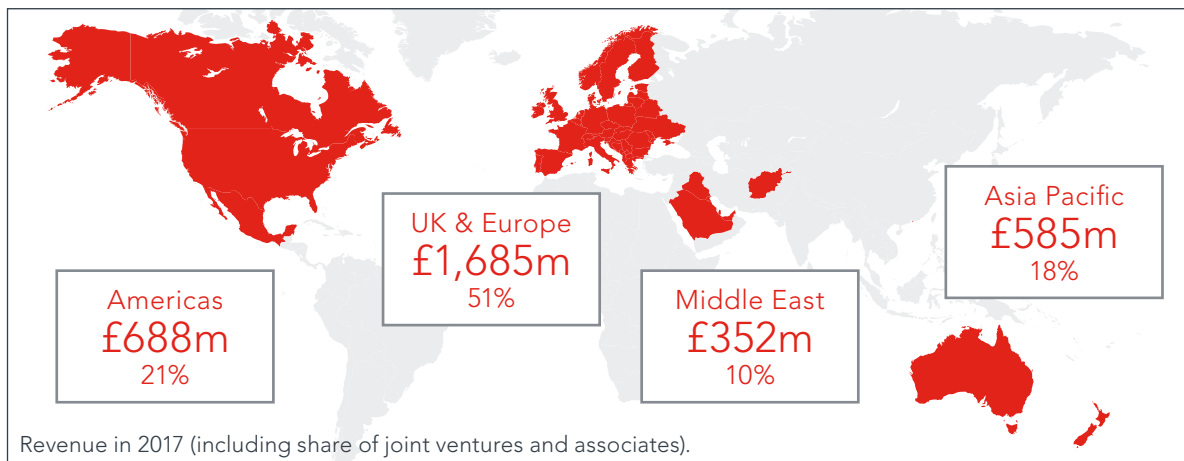 Americas
£688m
21%
UK & Europe
£1,685m
51%
Middle East
£352m
10%
Asia Pacific
£585m
18%
Revenue in 2017 (including share of joint ventures and associates).